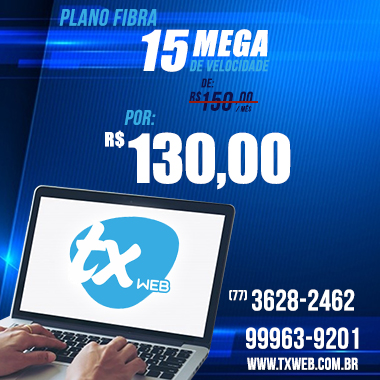 PLANO FIBRA
15 MEGA
DE VELOCIDADE
DE:
R$ 150,00
/MÊS
POR:
R$ 130,00
tx
WEB
(77) 3628-2462
99963-9201
WWW.TXWEB.COM.BR